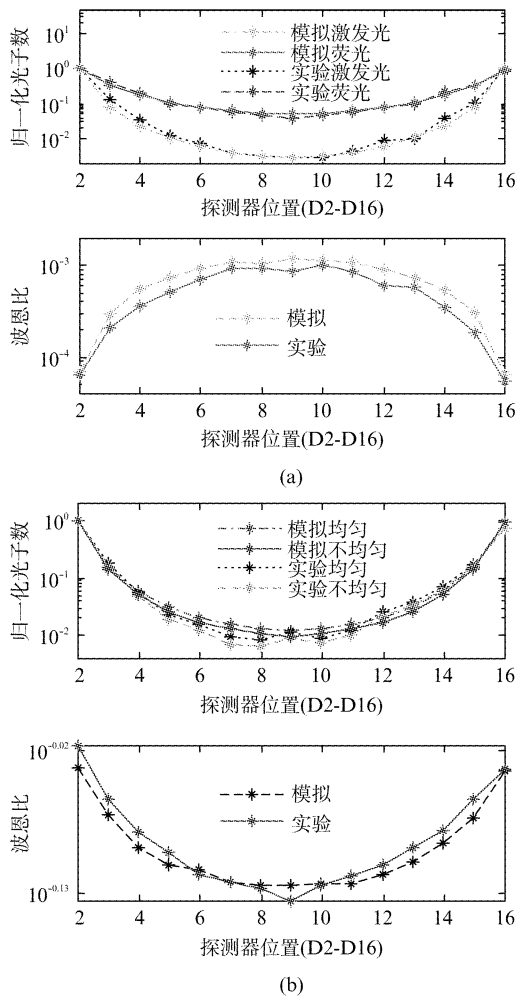 归一化光子数
10¹
10⁰
10⁻¹
10⁻²
模拟激发光
模拟荧光
实验激发光
实验荧光
2 4 6 8 10 12 14 16
探测器位置(D2-D16)
波恩比
10⁻³
10⁻⁴
模拟
实验
2 4 6 8 10 12 14 16
探测器位置(D2-D16)
(a)
归一化光子数
10⁰
10⁻¹
10⁻²
模拟均匀
模拟不均匀
实验均匀
实验不均匀
2 4 6 8 10 12 14 16
探测器位置(D2-D16)
波恩比
10⁻⁰·⁰²
10⁻⁰·¹³
模拟
实验
2 4 6 8 10 12 14 16
探测器位置(D2-D16)
(b)